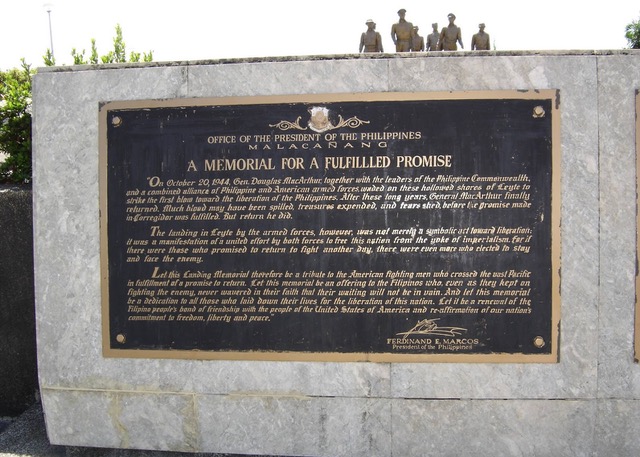 OFFICE OF THE PRESIDENT OF THE PHILIPPINES
MALACAÑANG
A MEMORIAL FOR A FULFILLED PROMISE
"On October 20, 1944, Gen. Douglas MacArthur, together with the leaders of the Philippine Commonwealth,
and a combined alliance of Philippine and American armed forces, waded on these hollowed shores of Leyte to
strike the first blow toward the liberation of the Philippines. After these long years, General MacArthur finally
returned. Much blood may have been spilled, treasures expended, and tears shed, before the promise made
in Corregidor was fulfilled. But return he did.
The landing in Leyte by the armed forces, however, was not merely a symbolic act toward liberation;
it was a manifestation of a united effort by both forces to free this nation from the yoke of imperialism. For if
there were those who promised to return to fight another day, there were even more who elected to stay
and face the enemy.
Let this Landing Memorial therefore be a tribute to the American fighting men who crossed the vast Pacific
in fulfillment of a promise to return. Let this memorial be an offering to the Filipinos who, even as they kept on
fighting the enemy, never wavered in their faith that their waiting will not be in vain. And let this memorial
be a dedication to all those who laid down their lives for the liberation of this nation. Let it be a renewal of the
Filipino people's bond of friendship with the people of the United States of America and re-affirmation of our nation's
commitment to freedom, liberty and peace."
FERDINAND E. MARCOS
President of the Philippines